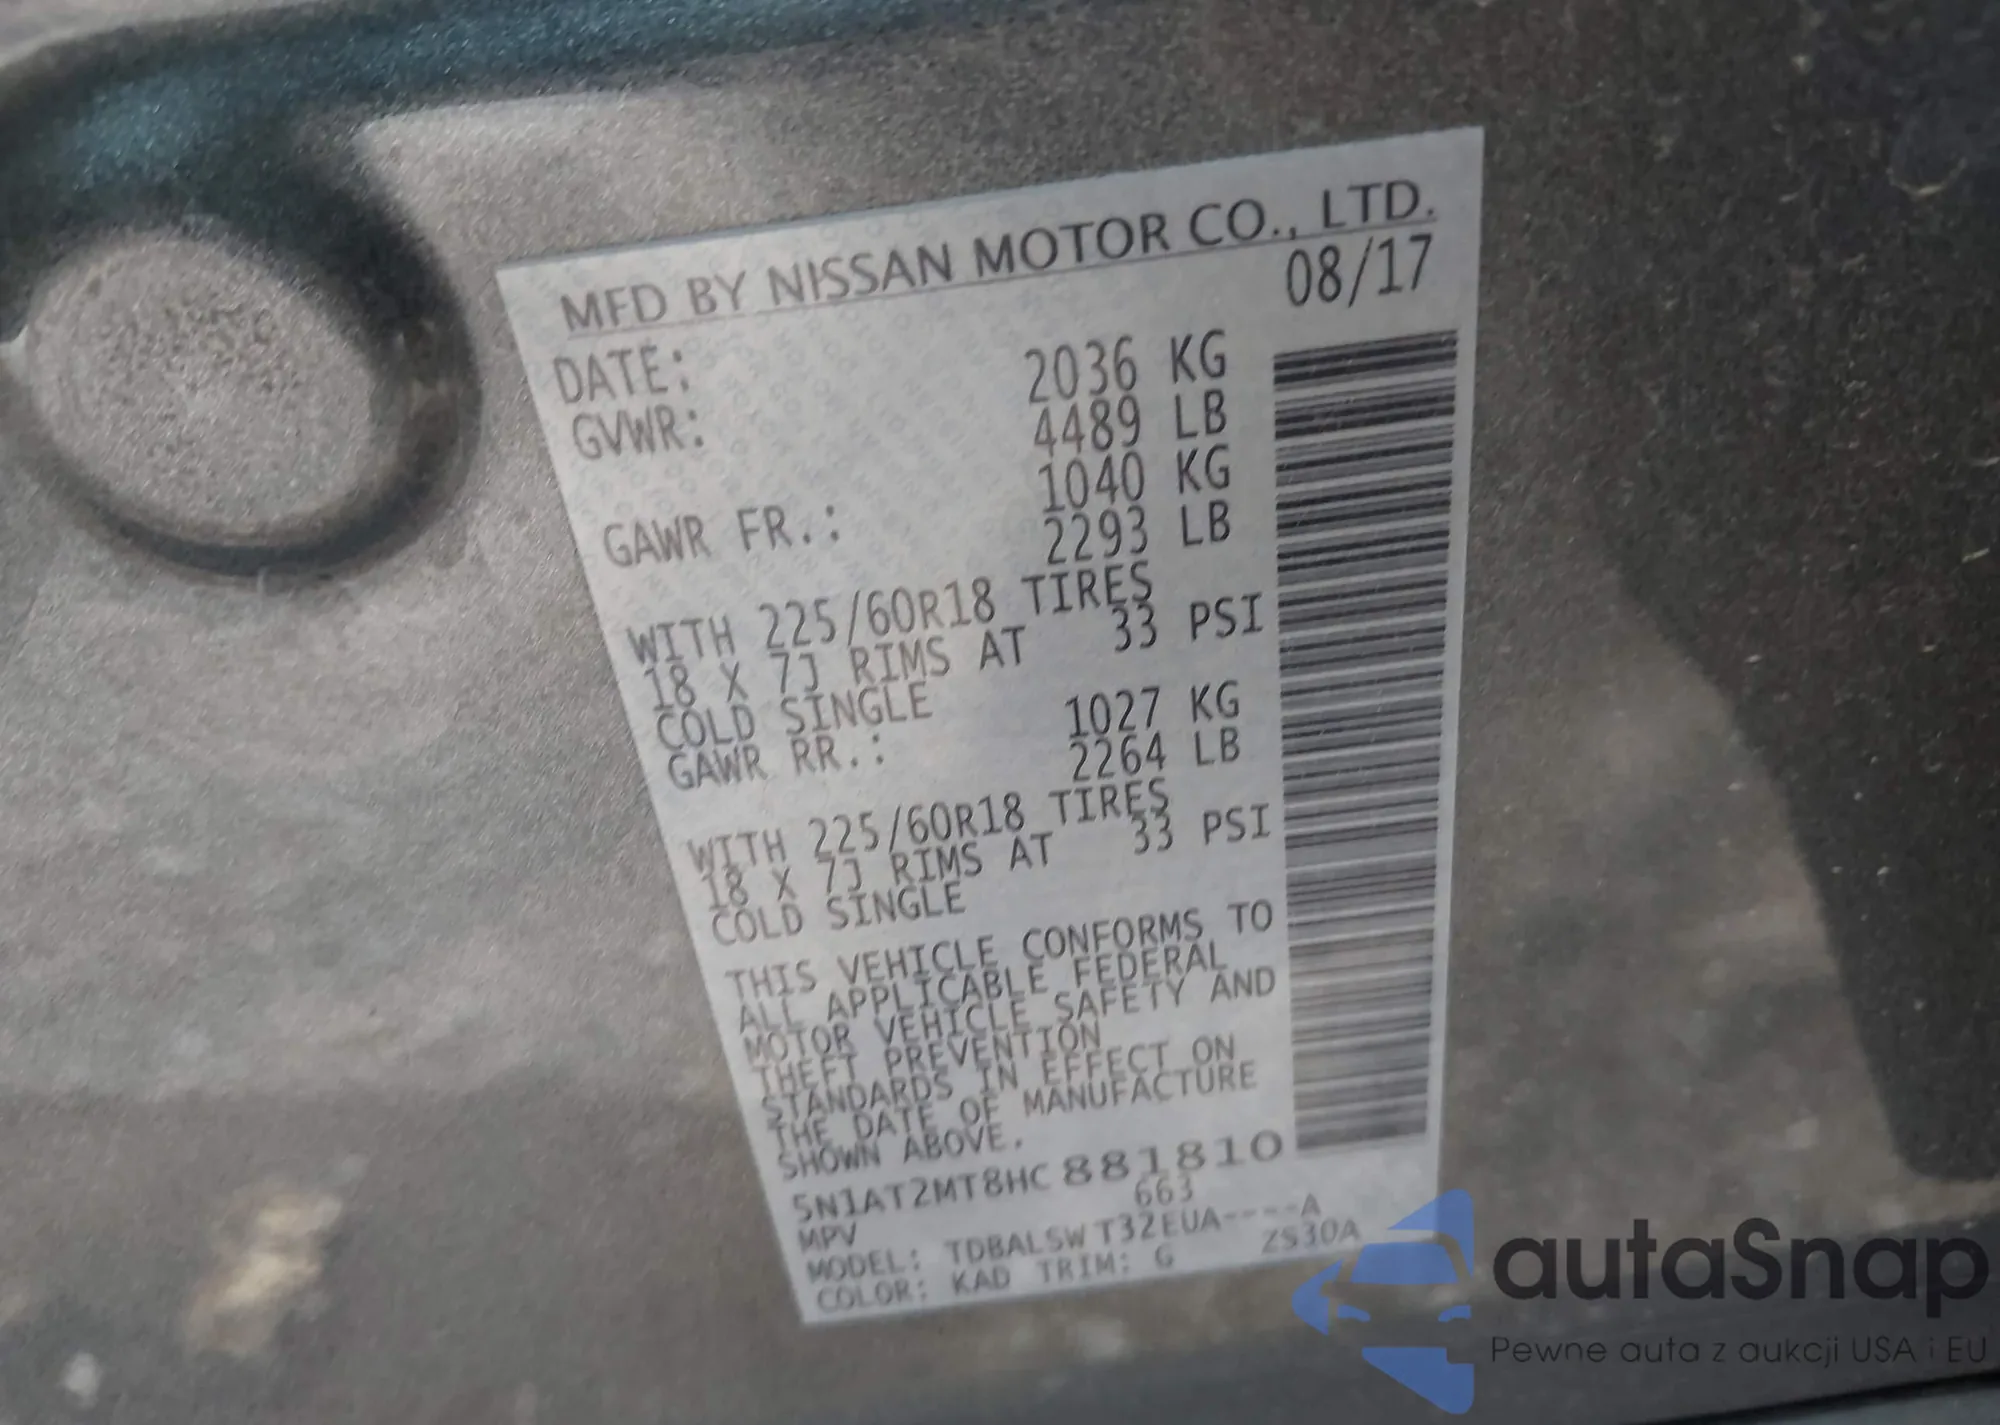 MFD BY NISSAN MOTOR CO., LTD.
DATE: 08/17
GVWR: 2036 KG
4489 LB
GAWR FR.: 1040 KG
2293 LB
WITH 225/60R18 TIRES
18 X 7J RIMS AT 33 PSI
COLD SINGLE
GAWR RR.: 1027 KG
2264 LB
WITH 225/60R18 TIRES
18 X 7J RIMS AT 33 PSI
COLD SINGLE
THIS VEHICLE CONFORMS TO
ALL APPLICABLE FEDERAL
MOTOR VEHICLE SAFETY AND
THEFT PREVENTION
STANDARDS IN EFFECT ON
THE DATE OF MANUFACTURE
SHOWN ABOVE.
5N1AT2MT8HC881810
MPV 663
MODEL: TDBALSW T32EUA----A
COLOR: KAD TRIM: G ZS30A
autaSnap
Pewne auta z aukcji USA i EU